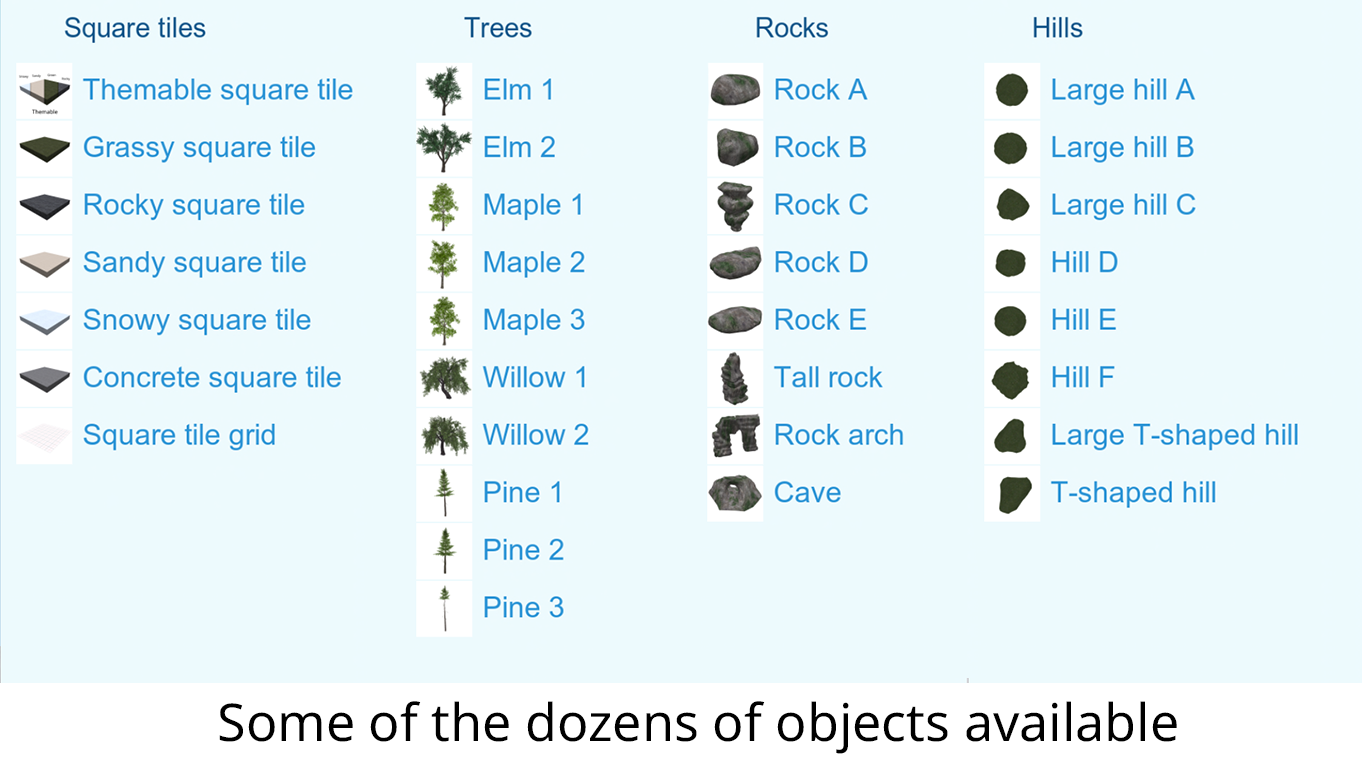 Square tiles
Themable
Themable square tile
Grassy square tile
Rocky square tile
Sandy square tile
Snowy square tile
Concrete square tile
Square tile grid
Trees
Elm 1
Elm 2
Maple 1
Maple 2
Maple 3
Willow 1
Willow 2
Pine 1
Pine 2
Pine 3
Rocks
Rock A
Rock B
Rock C
Rock D
Rock E
Tall rock
Rock arch
Cave
Hills
Large hill A
Large hill B
Large hill C
Hill D
Hill E
Hill F
Large T-shaped hill
T-shaped hill
Some of the dozens of objects available